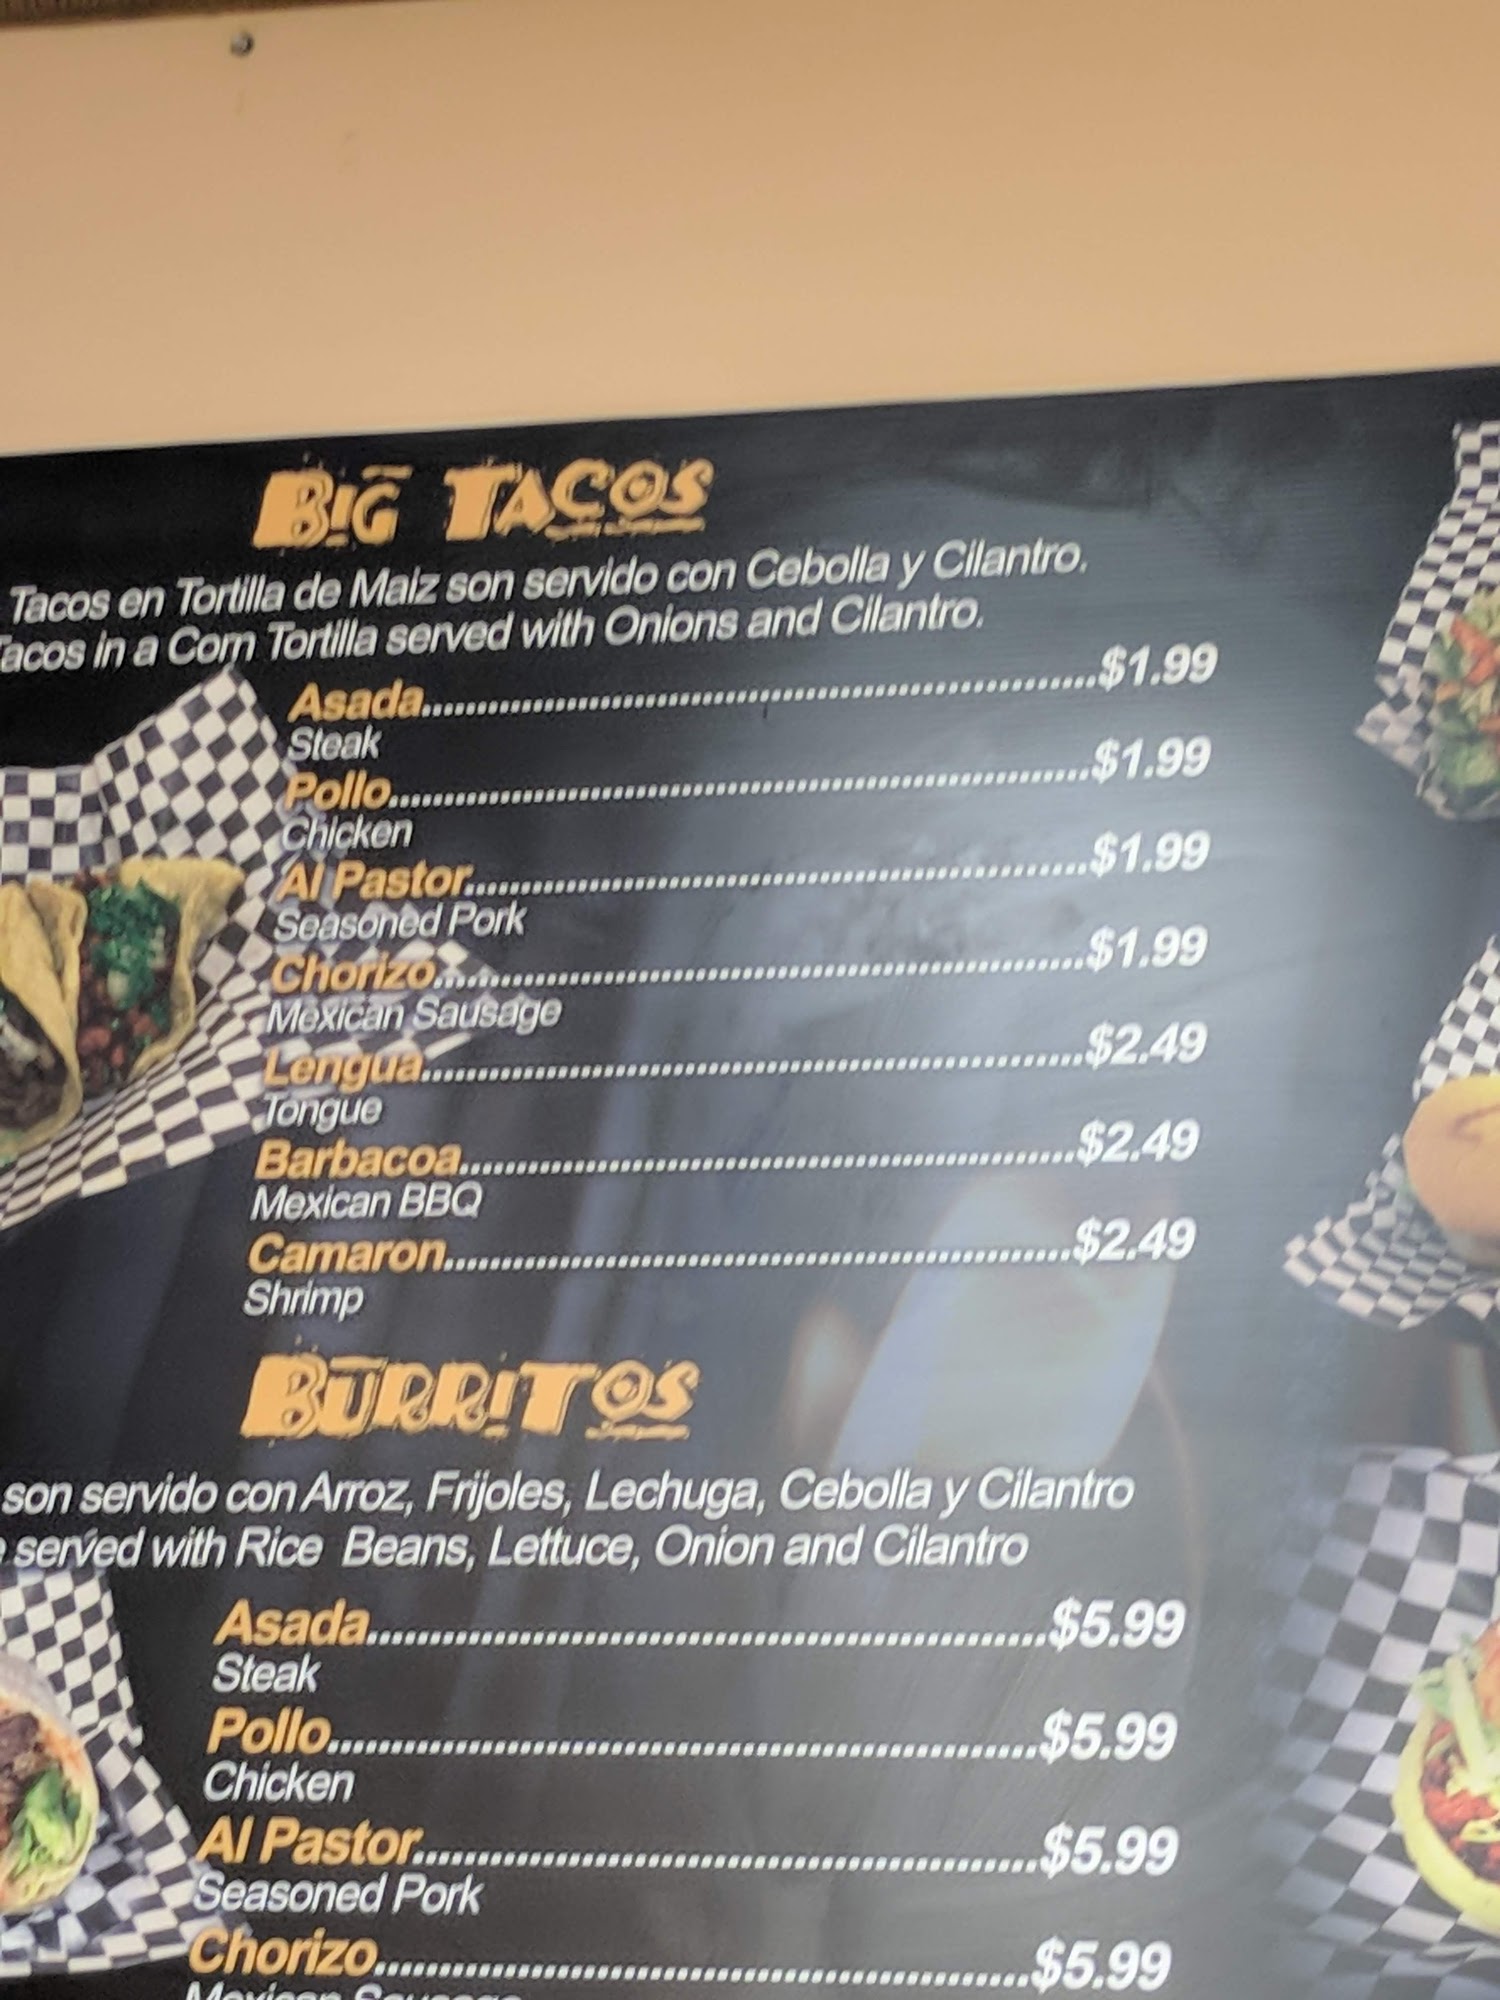 BIG TACOS
Tacos en Tortilla de Maiz son servido con Cebolla y Cilantro.
Tacos in a Corn Tortilla served with Onions and Cilantro.
Asada..........$1.99
Steak
Pollo..........$1.99
Chicken
Al Pastor..........$1.99
Seasoned Pork
Chorizo..........$1.99
Mexican Sausage
Lengua..........$2.49
Tongue
Barbacoa..........$2.49
Mexican BBQ
Camaron..........$2.49
Shrimp
BURRITOS
son servido con Arroz, Frijoles, Lechuga, Cebolla y Cilantro
served with Rice Beans, Lettuce, Onion and Cilantro
Asada..........$5.99
Steak
Pollo..........$5.99
Chicken
Al Pastor..........$5.99
Seasoned Pork
Chorizo..........$5.99
Mexican Sausage